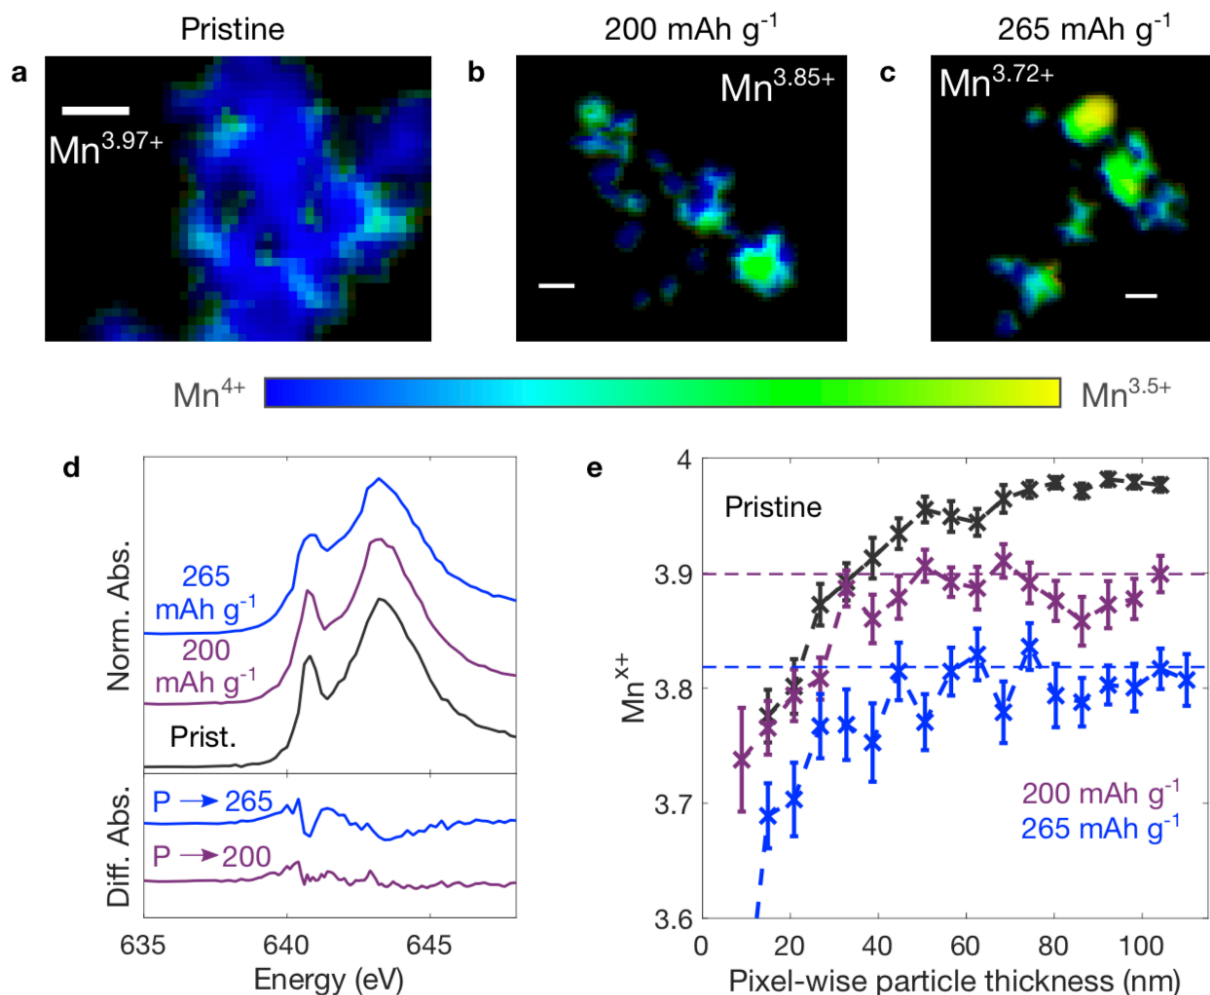 Pristine
200 mAh g⁻¹
265 mAh g⁻¹
a
Mn³·⁹⁷⁺
b
Mn³·⁸⁵⁺
c
Mn³·⁷²⁺
Mn⁴⁺
Mn³·⁵⁺
d
Norm. Abs.
265
mAh g⁻¹
200
mAh g⁻¹
Prist.
Diff. Abs.
P → 265
P → 200
635
640
645
Energy (eV)
e
Mnˣ⁺
4
3.9
3.8
3.7
3.6
Pristine
200 mAh g⁻¹
265 mAh g⁻¹
0
20
40
60
80
100
Pixel-wise particle thickness (nm)